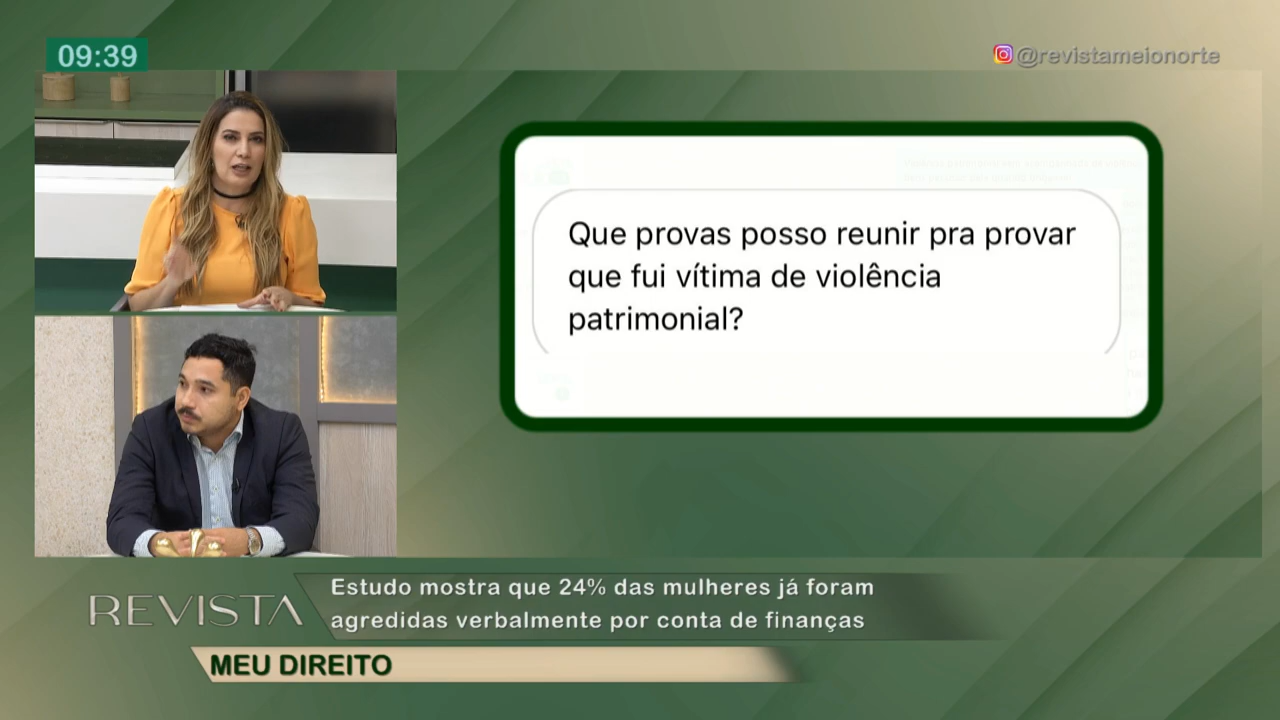 09:39
@revistameionorte
Que provas posso reunir pra provar
que fui vítima de violência
patrimonial?
REVISTA
Estudo mostra que 24% das mulheres já foram
agredidas verbalmente por conta de finanças
MEU DIREITO